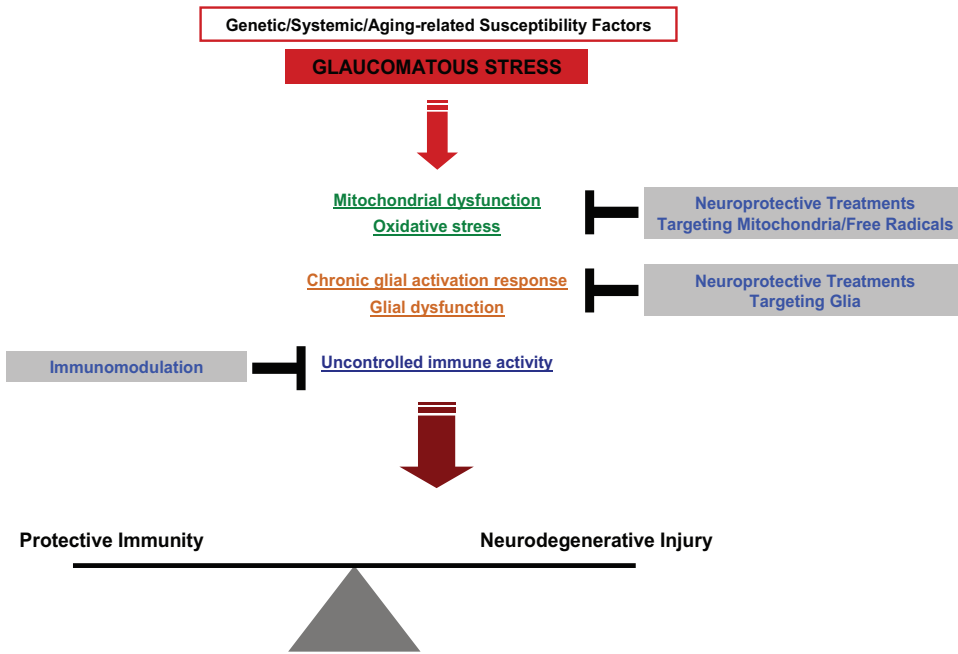 Genetic/Systemic/Aging-related Susceptibility Factors
GLAUCOMATOUS STRESS
Mitochondrial dysfunction
Oxidative stress
Neuroprotective Treatments
Targeting Mitochondria/Free Radicals
Chronic glial activation response
Glial dysfunction
Neuroprotective Treatments
Targeting Glia
Immunomodulation
Uncontrolled immune activity
Protective Immunity
Neurodegenerative Injury